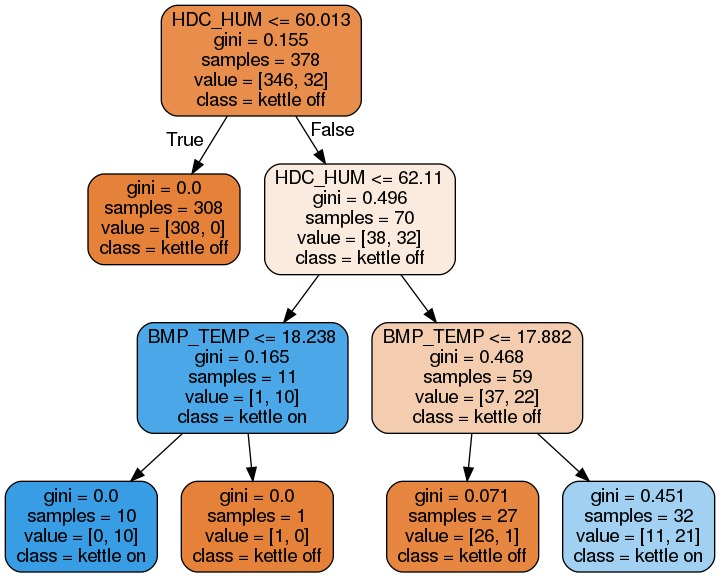 HDC_HUM <= 60.013
gini = 0.155
samples = 378
value = [346, 32]
class = kettle off
True
False
gini = 0.0
samples = 308
value = [308, 0]
class = kettle off
HDC_HUM <= 62.11
gini = 0.496
samples = 70
value = [38, 32]
class = kettle off
BMP_TEMP <= 18.238
gini = 0.165
samples = 11
value = [1, 10]
class = kettle on
BMP_TEMP <= 17.882
gini = 0.468
samples = 59
value = [37, 22]
class = kettle off
gini = 0.0
samples = 10
value = [0, 10]
class = kettle on
gini = 0.0
samples = 1
value = [1, 0]
class = kettle off
gini = 0.071
samples = 27
value = [26, 1]
class = kettle off
gini = 0.451
samples = 32
value = [11, 21]
class = kettle on